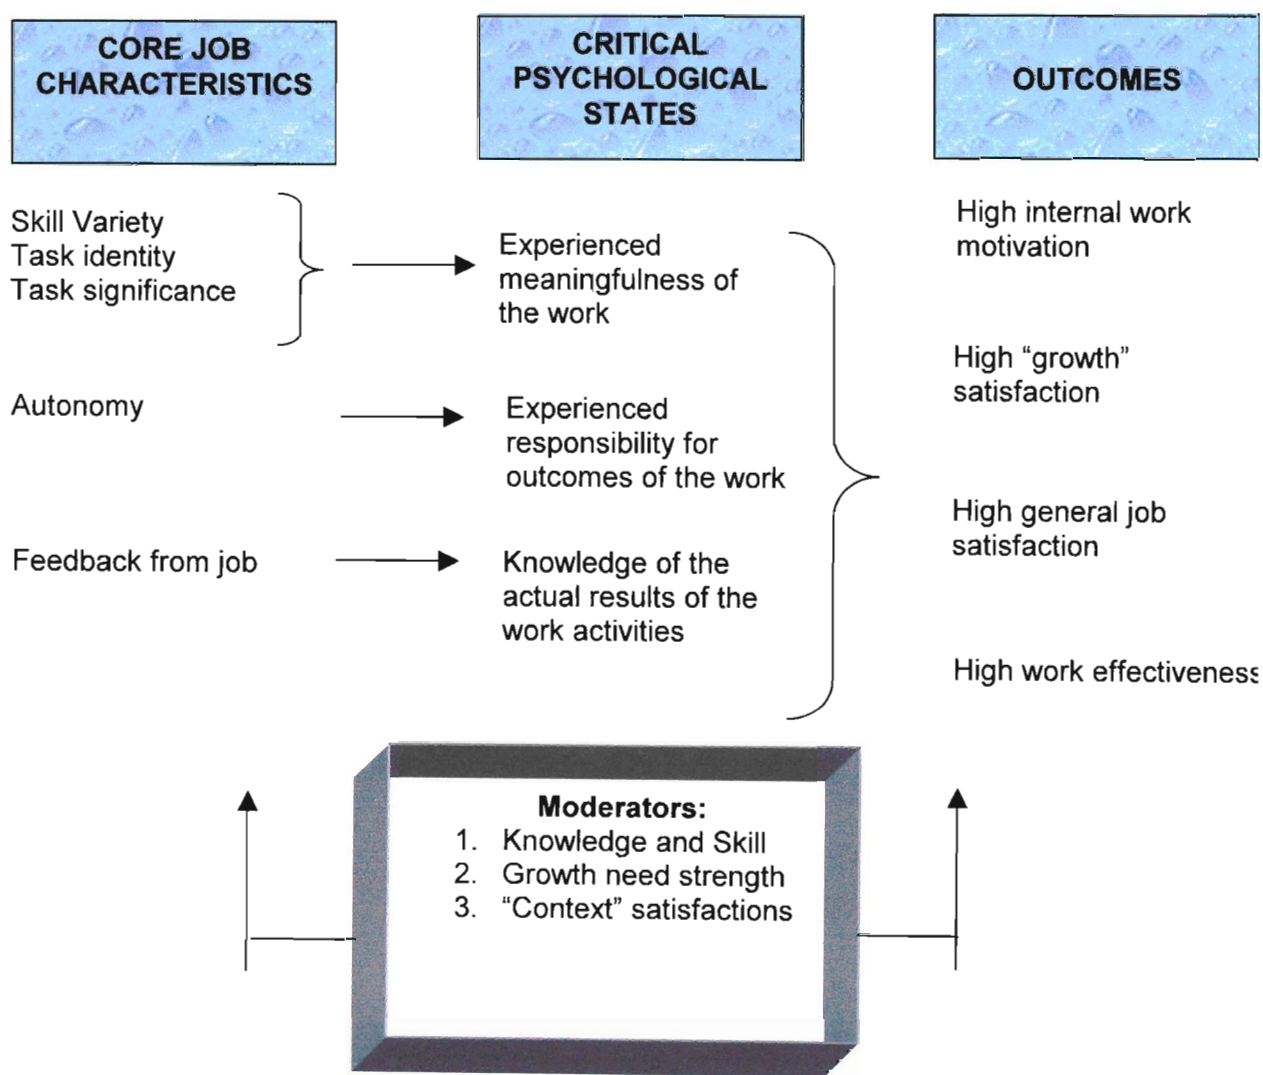 CORE JOB
CHARACTERISTICS
CRITICAL
PSYCHOLOGICAL
STATES
OUTCOMES
Skill Variety
Task identity
Task significance
Experienced
meaningfulness of
the work
High internal work
motivation
High “growth”
satisfaction
Autonomy
Experienced
responsibility for
outcomes of the work
High general job
satisfaction
Feedback from job
Knowledge of the
actual results of the
work activities
High work effectiveness
Moderators:
1. Knowledge and Skill
2. Growth need strength
3. “Context” satisfactions